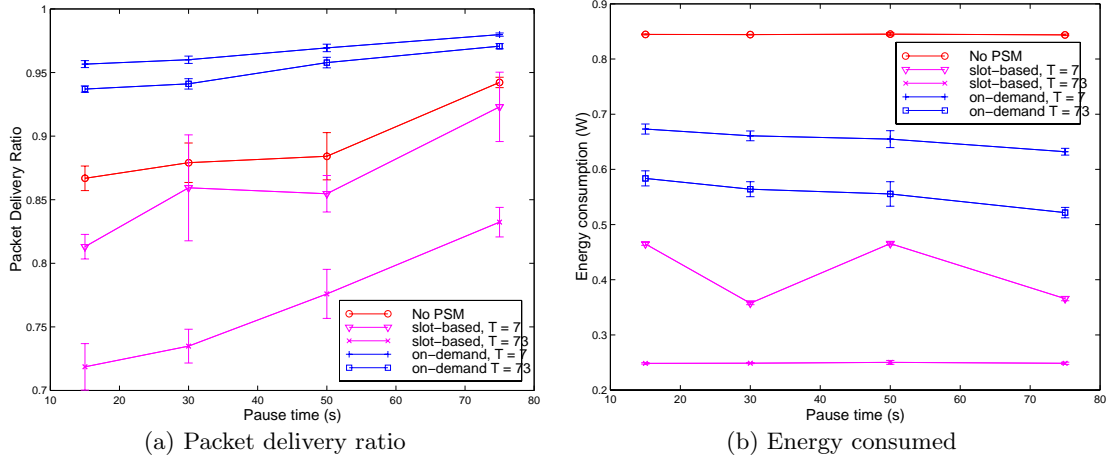 1
0.95
0.9
0.85
0.8
0.75
0.7
Packet Delivery Ratio
No PSM
slot-based, T = 7
slot-based, T = 73
on-demand, T = 7
on-demand T = 73
10 20 30 40 50 60 70 80
Pause time (s)
(a) Packet delivery ratio
0.9
0.8
0.7
0.6
0.5
0.4
0.3
0.2
Energy consumption (W)
No PSM
slot-based, T = 7
slot-based, T = 73
on-demand, T = 7
on-demand T = 73
10 20 30 40 50 60 70 80
Pause time (s)
(b) Energy consumed